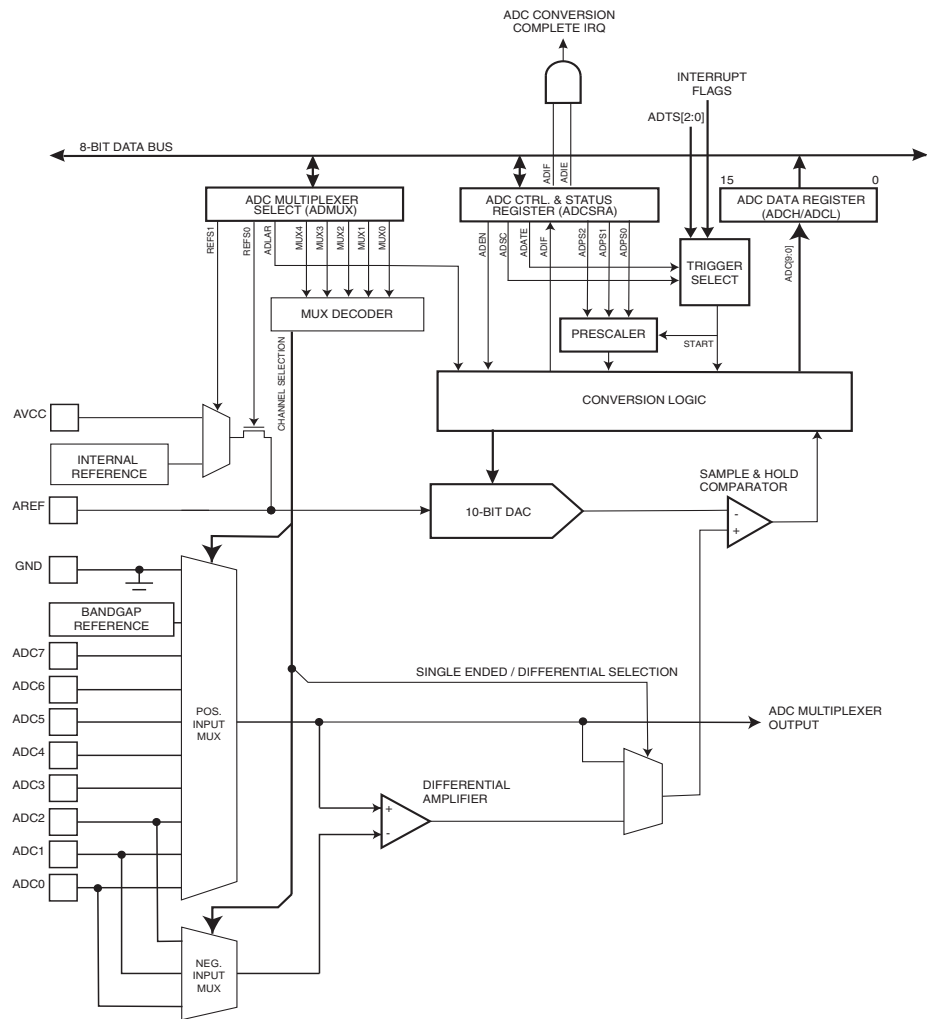 ADC CONVERSION
COMPLETE IRQ
INTERRUPT
FLAGS
ADTS[2:0]
8-BIT DATA BUS
ADIF
ADIE
15
0
ADC MULTIPLEXER
SELECT (ADMUX)
ADC CTRL. & STATUS
REGISTER (ADCSRA)
ADC DATA REGISTER
(ADCH/ADCL)
REFS1
REFS0
ADLAR
MUX4
MUX3
MUX2
MUX1
MUX0
ADEN
ADSC
ADATE
ADIF
ADPS2
ADPS1
ADPS0
ADC[9:0]
TRIGGER
SELECT
MUX DECODER
PRESCALER
START
CHANNEL SELECTION
CONVERSION LOGIC
AVCC
INTERNAL
REFERENCE
SAMPLE & HOLD
COMPARATOR
AREF
10-BIT DAC
-
+
GND
BANDGAP
REFERENCE
ADC7
SINGLE ENDED / DIFFERENTIAL SELECTION
ADC6
ADC5
POS.
INPUT
MUX
ADC MULTIPLEXER
OUTPUT
ADC4
ADC3
DIFFERENTIAL
AMPLIFIER
ADC2
+
-
ADC1
ADC0
NEG.
INPUT
MUX